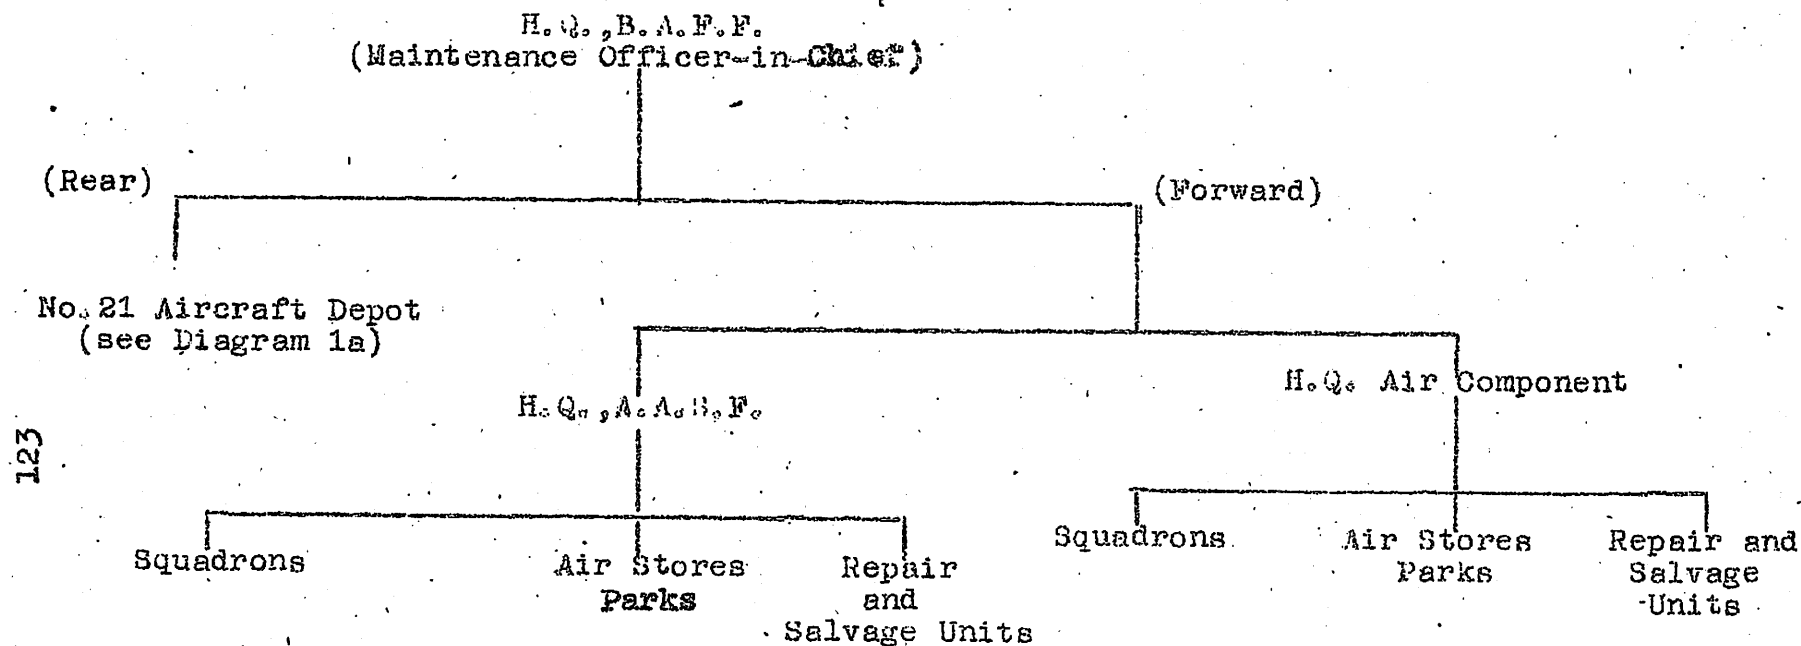 H.Q.,B.A.F.F.
(Maintenance Officer-in-Chief)
(Rear)
(Forward)
No. 21 Aircraft Depot
(see Diagram 1a)
H.Q. Air Component
H.Q.,A.A.S.F.
123
Squadrons
Air Stores
Parks
Repair
and
Salvage Units
Squadrons
Air Stores
Parks
Repair and
Salvage
Units